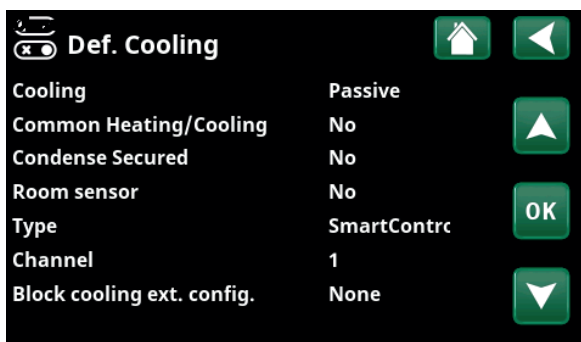 Def. Cooling
Cooling Passive
Common Heating/Cooling No
Condense Secured No
Room sensor No
Type SmartContrc
OK
Channel 1
Block cooling ext. config. None